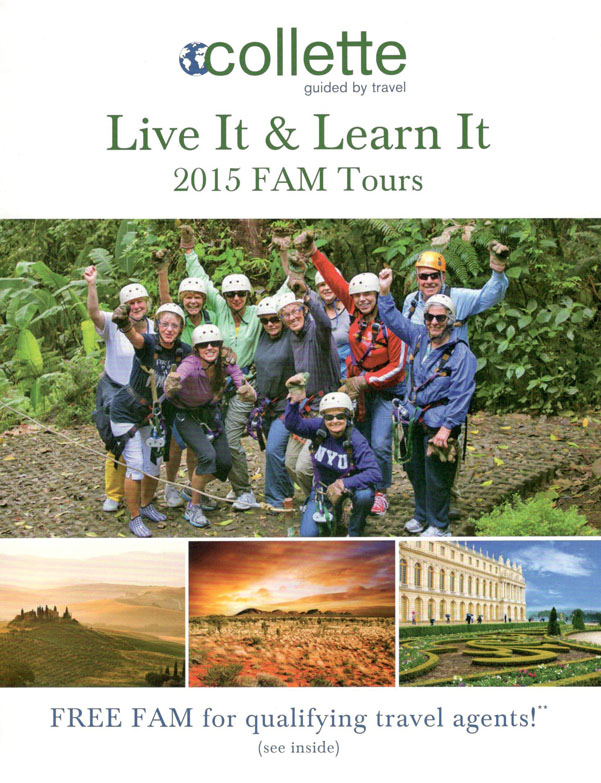 collette
guided by travel
Live It & Learn It
2015 FAM Tours
NYU
FREE FAM for qualifying travel agents!**
(see inside)